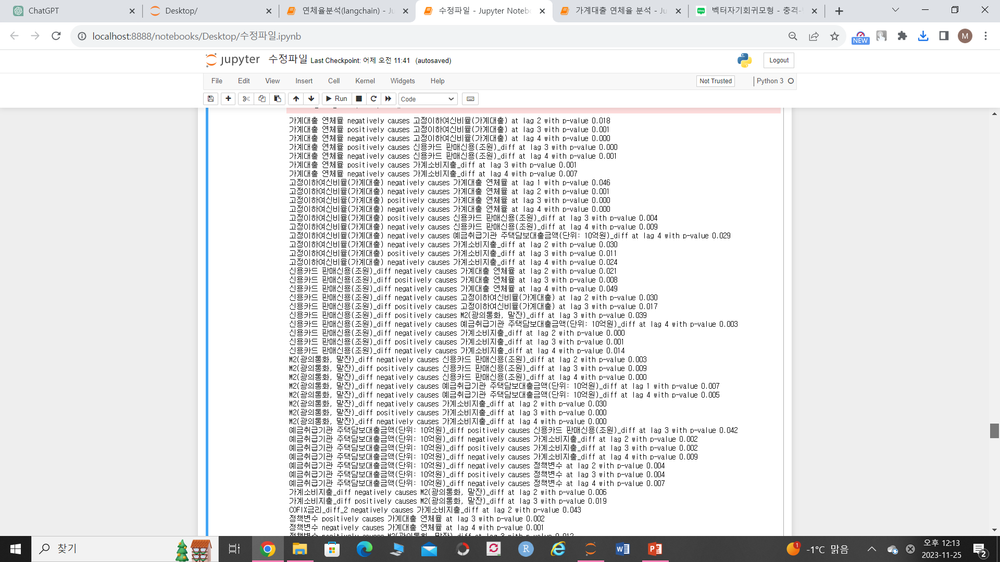 ChatGPT
Desktop/
연체율분석(langchain) - Ju
수정파일 - Jupyter Notebo
가계대출 연체율 분석 - Ju
벡터자기회귀모형 - 충격-
localhost:8888/notebooks/Desktop/수정파일.ipynb
NEW
M
jupyter 수정파일 Last Checkpoint: 어제 오전 11:41 (autosaved)
Logout
File Edit View Insert Cell Kernel Widgets Help
Not Trusted
Python 3
Run
Code
가계대출 연체율 negatively causes 고정이하여신비율(가계대출) at lag 2 with p-value 0.018
가계대출 연체율 positively causes 고정이하여신비율(가계대출) at lag 3 with p-value 0.001
가계대출 연체율 negatively causes 고정이하여신비율(가계대출) at lag 4 with p-value 0.000
가계대출 연체율 positively causes 신용카드 판매신용(조원)_diff at lag 3 with p-value 0.000
가계대출 연체율 negatively causes 신용카드 판매신용(조원)_diff at lag 4 with p-value 0.001
가계대출 연체율 positively causes 가계소비지출_diff at lag 3 with p-value 0.001
가계대출 연체율 negatively causes 가계소비지출_diff at lag 4 with p-value 0.007
고정이하여신비율(가계대출) negatively causes 가계대출 연체율 at lag 1 with p-value 0.046
고정이하여신비율(가계대출) negatively causes 가계대출 연체율 at lag 2 with p-value 0.001
고정이하여신비율(가계대출) positively causes 가계대출 연체율 at lag 3 with p-value 0.000
고정이하여신비율(가계대출) negatively causes 가계대출 연체율 at lag 4 with p-value 0.000
고정이하여신비율(가계대출) positively causes 신용카드 판매신용(조원)_diff at lag 3 with p-value 0.004
고정이하여신비율(가계대출) negatively causes 신용카드 판매신용(조원)_diff at lag 4 with p-value 0.009
고정이하여신비율(가계대출) negatively causes 예금취급기관 주택담보대출금액(단위: 10억원)_diff at lag 4 with p-value 0.029
고정이하여신비율(가계대출) negatively causes 가계소비지출_diff at lag 2 with p-value 0.030
고정이하여신비율(가계대출) positively causes 가계소비지출_diff at lag 3 with p-value 0.011
고정이하여신비율(가계대출) negatively causes 가계소비지출_diff at lag 4 with p-value 0.024
신용카드 판매신용(조원)_diff negatively causes 가계대출 연체율 at lag 2 with p-value 0.021
신용카드 판매신용(조원)_diff positively causes 가계대출 연체율 at lag 3 with p-value 0.008
신용카드 판매신용(조원)_diff negatively causes 가계대출 연체율 at lag 4 with p-value 0.049
신용카드 판매신용(조원)_diff negatively causes 고정이하여신비율(가계대출) at lag 2 with p-value 0.030
신용카드 판매신용(조원)_diff positively causes 고정이하여신비율(가계대출) at lag 3 with p-value 0.017
신용카드 판매신용(조원)_diff positively causes M2(광의통화, 말잔)_diff at lag 3 with p-value 0.039
신용카드 판매신용(조원)_diff negatively causes 예금취급기관 주택담보대출금액(단위: 10억원)_diff at lag 4 with p-value 0.003
신용카드 판매신용(조원)_diff negatively causes 가계소비지출_diff at lag 2 with p-value 0.000
신용카드 판매신용(조원)_diff positively causes 가계소비지출_diff at lag 3 with p-value 0.001
신용카드 판매신용(조원)_diff negatively causes 가계소비지출_diff at lag 4 with p-value 0.014
M2(광의통화, 말잔)_diff negatively causes 신용카드 판매신용(조원)_diff at lag 2 with p-value 0.003
M2(광의통화, 말잔)_diff positively causes 신용카드 판매신용(조원)_diff at lag 3 with p-value 0.009
M2(광의통화, 말잔)_diff negatively causes 신용카드 판매신용(조원)_diff at lag 4 with p-value 0.000
M2(광의통화, 말잔)_diff negatively causes 예금취급기관 주택담보대출금액(단위: 10억원)_diff at lag 1 with p-value 0.007
M2(광의통화, 말잔)_diff negatively causes 예금취급기관 주택담보대출금액(단위: 10억원)_diff at lag 4 with p-value 0.005
M2(광의통화, 말잔)_diff negatively causes 가계소비지출_diff at lag 2 with p-value 0.030
M2(광의통화, 말잔)_diff positively causes 가계소비지출_diff at lag 3 with p-value 0.000
M2(광의통화, 말잔)_diff negatively causes 가계소비지출_diff at lag 4 with p-value 0.000
예금취급기관 주택담보대출금액(단위: 10억원)_diff positively causes 신용카드 판매신용(조원)_diff at lag 3 with p-value 0.042
예금취급기관 주택담보대출금액(단위: 10억원)_diff negatively causes 가계소비지출_diff at lag 2 with p-value 0.002
예금취급기관 주택담보대출금액(단위: 10억원)_diff positively causes 가계소비지출_diff at lag 3 with p-value 0.002
예금취급기관 주택담보대출금액(단위: 10억원)_diff negatively causes 가계소비지출_diff at lag 4 with p-value 0.009
예금취급기관 주택담보대출금액(단위: 10억원)_diff negatively causes 정책변수 at lag 2 with p-value 0.004
예금취급기관 주택담보대출금액(단위: 10억원)_diff positively causes 정책변수 at lag 3 with p-value 0.004
예금취급기관 주택담보대출금액(단위: 10억원)_diff negatively causes 정책변수 at lag 4 with p-value 0.007
가계소비지출_diff negatively causes M2(광의통화, 말잔)_diff at lag 2 with p-value 0.006
가계소비지출_diff positively causes M2(광의통화, 말잔)_diff at lag 3 with p-value 0.019
COFIX금리_diff_2 negatively causes 가계소비지출_diff at lag 2 with p-value 0.043
정책변수 positively causes 가계대출 연체율 at lag 3 with p-value 0.002
정책변수 negatively causes 가계대출 연체율 at lag 4 with p-value 0.001
정책변수 positively causes M2(광의통화, 말잔)_diff at lag 3 with p-value 0.012
찾기
1
-1°C 맑음
오후 12:13
2023-11-25
2